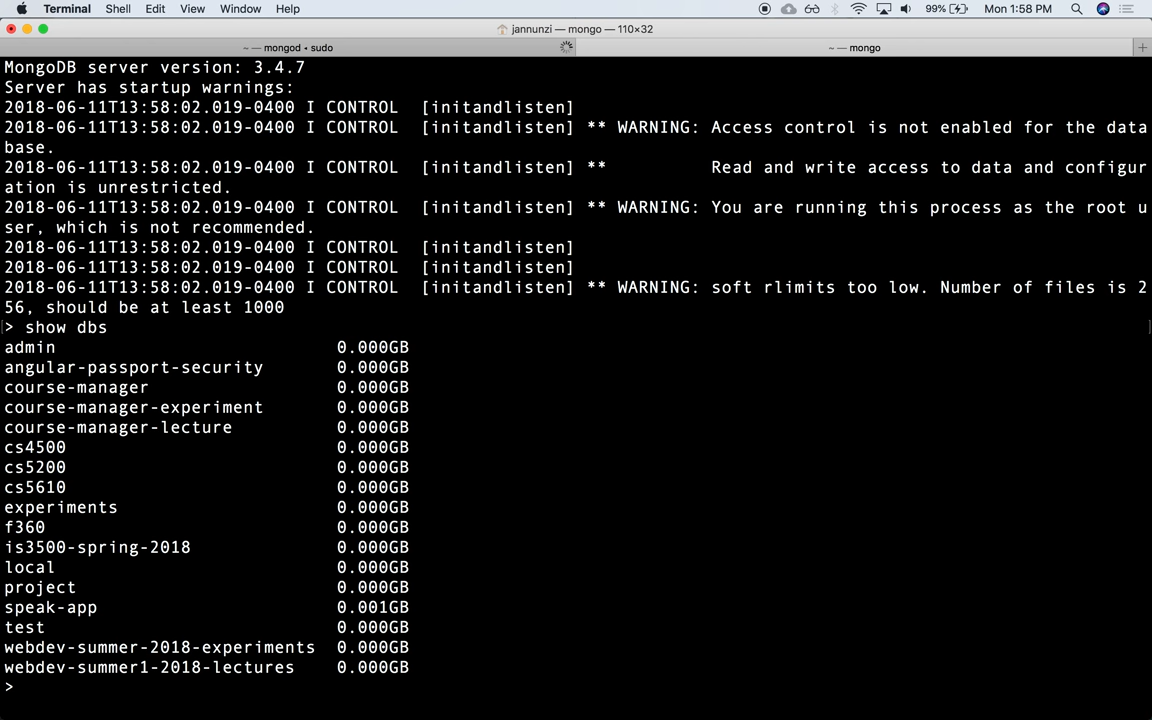 Terminal Shell Edit View Window Help 99% Mon 1:58 PM
jannunzi — mongo — 110×32
~ — mongod • sudo ~ — mongo +
MongoDB server version: 3.4.7
Server has startup warnings:
2018-06-11T13:58:02.019-0400 I CONTROL  [initandlisten]
2018-06-11T13:58:02.019-0400 I CONTROL  [initandlisten] ** WARNING: Access control is not enabled for the data
base.
2018-06-11T13:58:02.019-0400 I CONTROL  [initandlisten] **          Read and write access to data and configur
ation is unrestricted.
2018-06-11T13:58:02.019-0400 I CONTROL  [initandlisten] ** WARNING: You are running this process as the root u
ser, which is not recommended.
2018-06-11T13:58:02.019-0400 I CONTROL  [initandlisten]
2018-06-11T13:58:02.019-0400 I CONTROL  [initandlisten]
2018-06-11T13:58:02.019-0400 I CONTROL  [initandlisten] ** WARNING: soft rlimits too low. Number of files is 2
56, should be at least 1000
[> show dbs ]
admin                           0.000GB
angular-passport-security       0.000GB
course-manager                  0.000GB
course-manager-experiment       0.000GB
course-manager-lecture          0.000GB
cs4500                          0.000GB
cs5200                          0.000GB
cs5610                          0.000GB
experiments                     0.000GB
f360                            0.000GB
is3500-spring-2018              0.000GB
local                           0.000GB
project                         0.000GB
speak-app                       0.001GB
test                            0.000GB
webdev-summer-2018-experiments  0.000GB
webdev-summer1-2018-lectures    0.000GB
>